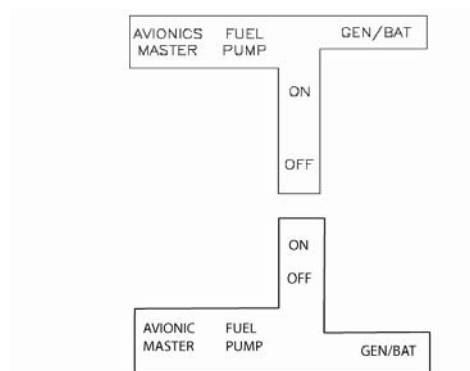 AVIONICS FUEL GEN/BAT
MASTER PUMP
ON
OFF
ON
OFF
AVIONIC FUEL
MASTER PUMP GEN/BAT